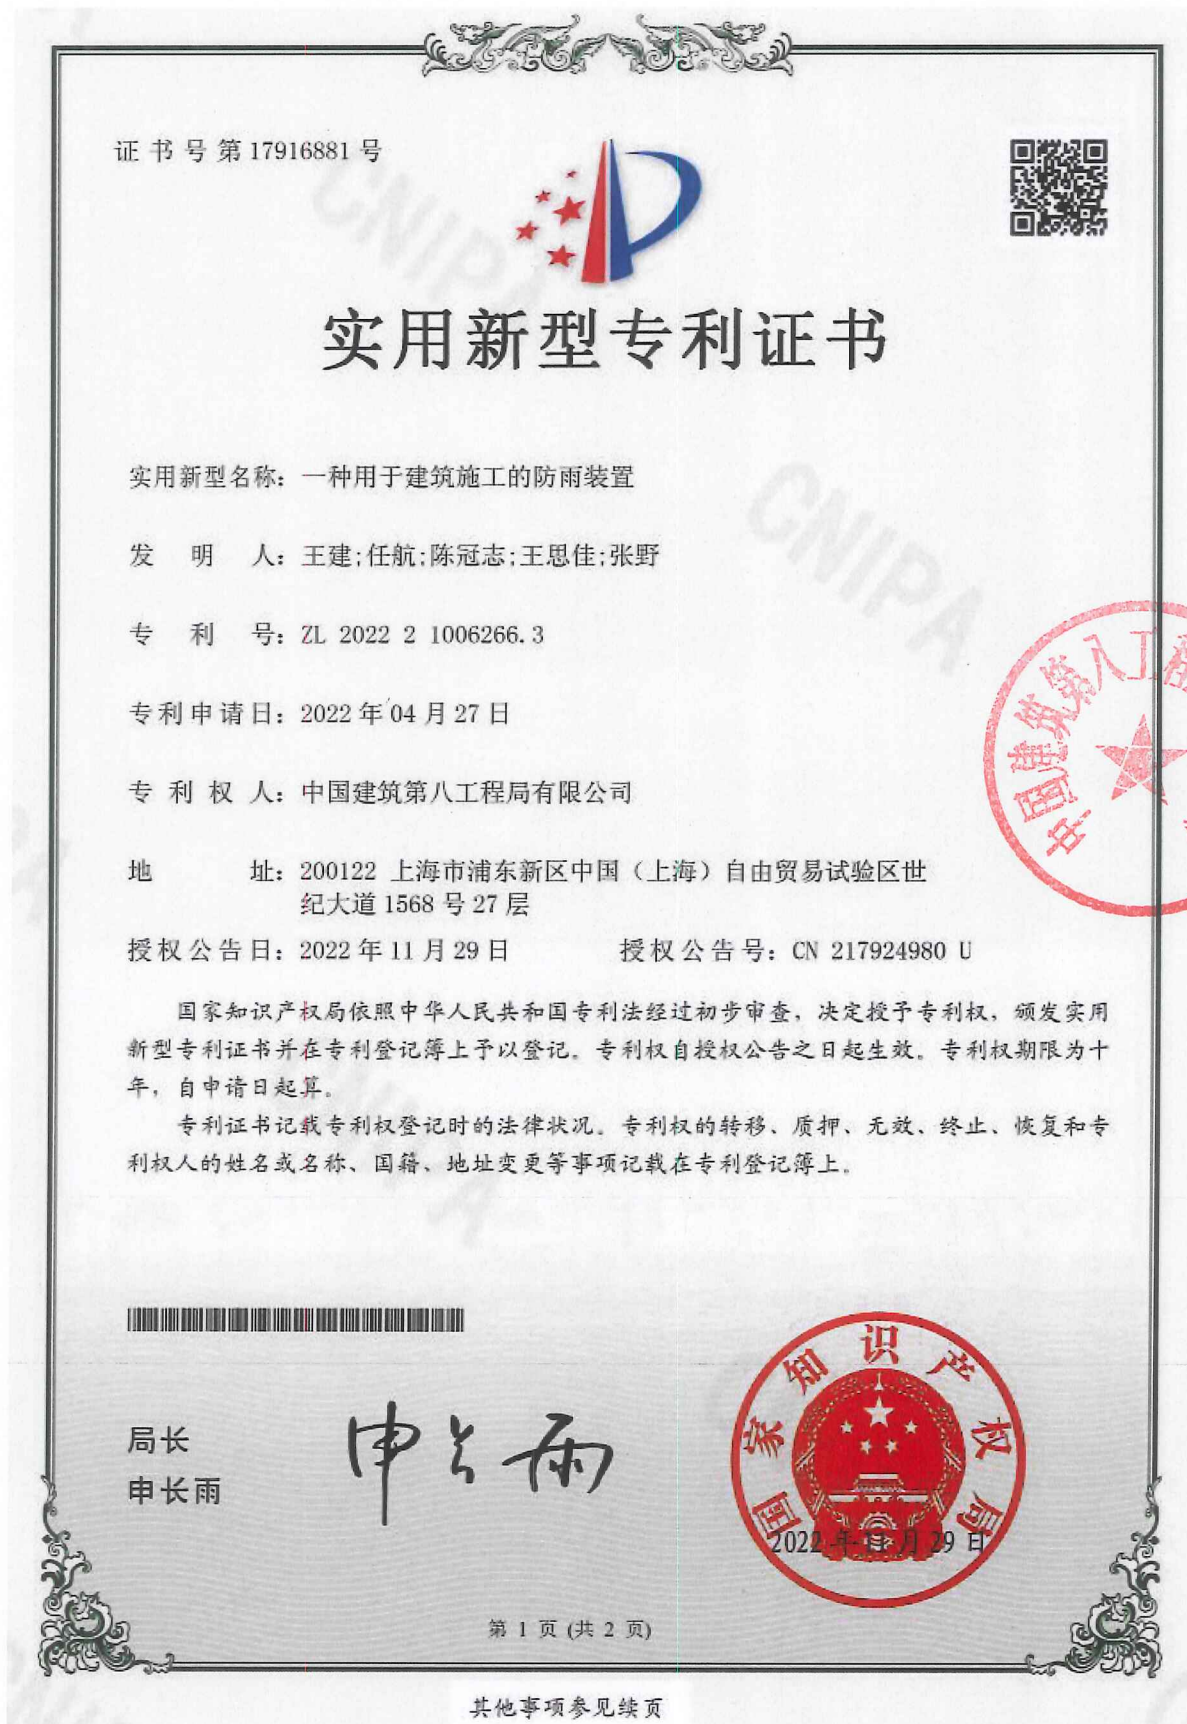 证书号第17916881号
实用新型专利证书
实用新型名称：一种用于建筑施工的防雨装置
发明人：王建;任航;陈冠志;王思佳;张野
专利号：ZL 2022 2 1006266.3
专利申请日：2022年04月27日
专利权人：中国建筑第八工程局有限公司
地址：200122 上海市浦东新区中国（上海）自由贸易试验区世
纪大道1568号27层
授权公告日：2022年11月29日 授权公告号：CN 217924980 U
国家知识产权局依照中华人民共和国专利法经过初步审查，决定授予专利权，颁发实用
新型专利证书并在专利登记簿上予以登记。专利权自授权公告之日起生效。专利权期限为十
年，自申请日起算。
专利证书记载专利权登记时的法律状况。专利权的转移、质押、无效、终止、恢复和专
利权人的姓名或名称、国籍、地址变更等事项记载在专利登记簿上。
中国建筑第八工程
局长
申长雨
申长雨
国家知识产权局
2022年11月29日
第 1 页 (共 2 页)
其他事项参见续页
CNIPA
CNIPA